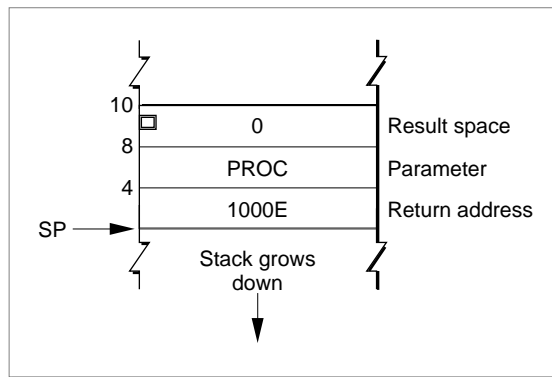 10
0
Result space
8
PROC
Parameter
4
1000E
Return address
SP
Stack grows
down